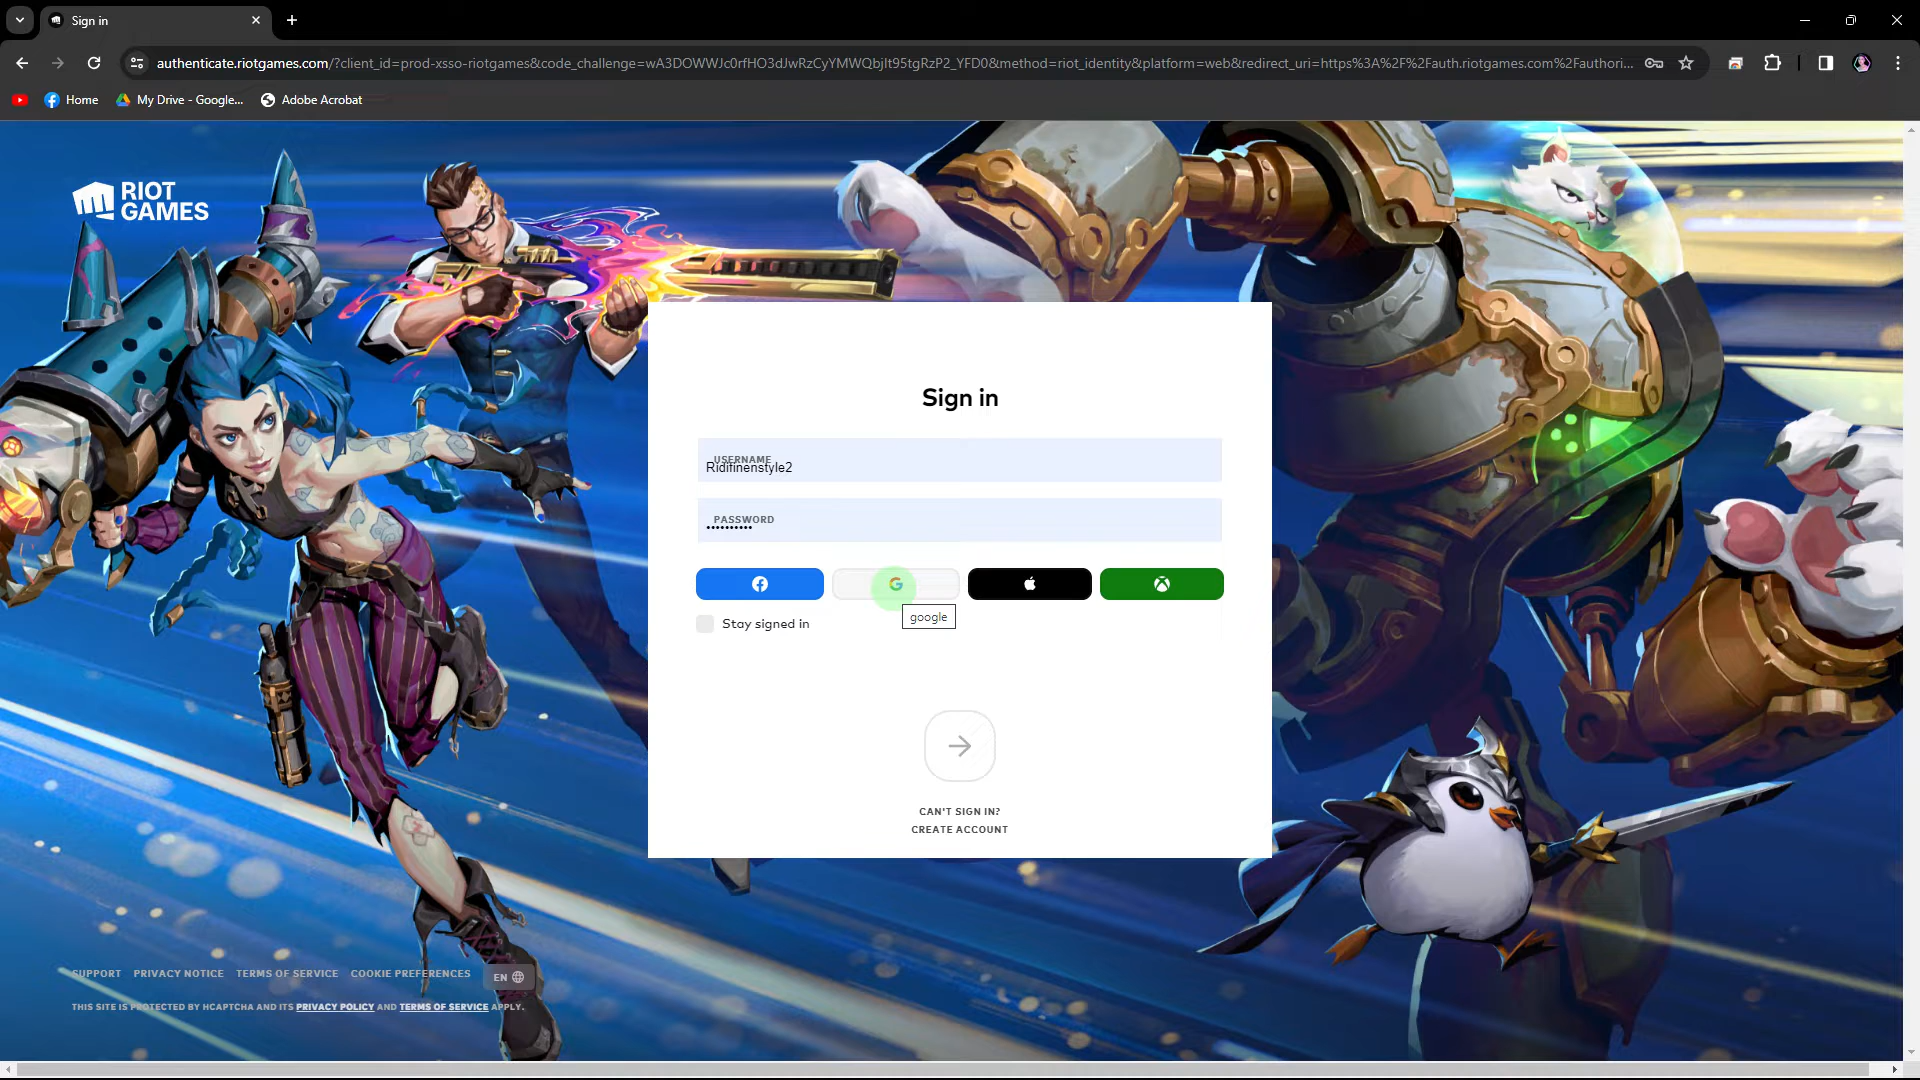 Sign in
authenticate.riotgames.com/?client_id=prod-xsso-riotgames&code_challenge=wA3DOWWJc0rfHO3dJwRzCyYMWQbjIt95tgRzP2_YFD0&method=riot_identity&platform=web&redirect_uri=https%3A%2F%2Fauth.riotgames.com%2Fauthori...
Home My Drive - Google... Adobe Acrobat
RIOT
GAMES
Sign in
USERNAME
Ridifinenstyle2
PASSWORD
google
Stay signed in
CAN'T SIGN IN?
CREATE ACCOUNT
SUPPORT PRIVACY NOTICE TERMS OF SERVICE COOKIE PREFERENCES EN
THIS SITE IS PROTECTED BY HCAPTCHA AND ITS PRIVACY POLICY AND TERMS OF SERVICE APPLY.